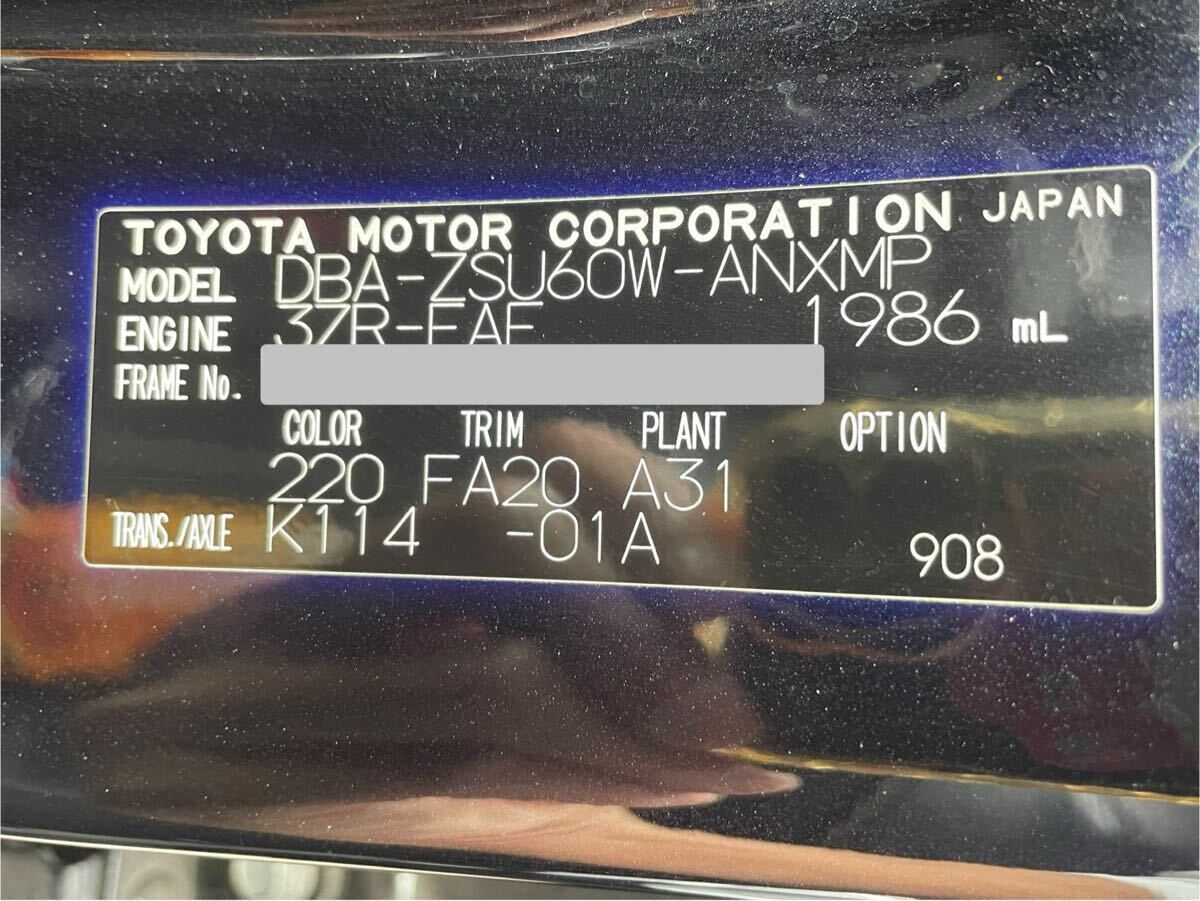 TOYOTA MOTOR CORPORATION JAPAN
MODEL DBA-ZSU60W-ANXMP
ENGINE 3ZR-FAE 1986 mL
FRAME No.
COLOR TRIM PLANT OPTION
220 FA20 A31
TRANS./AXLE K114 -01A 908